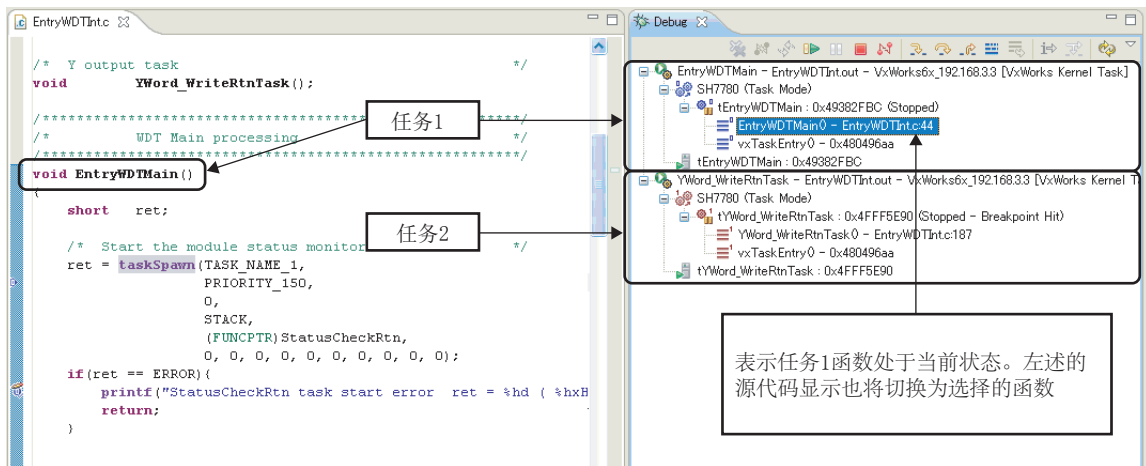 EntryWDTInt.c
/*  Y output task                                              */
void        YWord_WriteRtnTask();
/*        WDT Main processing
void EntryWDTMain()
{
short   ret;
/*  Start the module status monitor                  */
ret = taskSpawn(TASK_NAME_1,
PRIORITY_150,
0,
STACK,
(FUNCPTR)StatusCheckRtn,
0, 0, 0, 0, 0, 0, 0, 0, 0, 0);
if(ret == ERROR){
printf("StatusCheckRtn task start error  ret = %hd ( %hxH
return;
}
任务1
任务2
Debug
EntryWDTMain - EntryWDTInt.out - VxWorks6x_192.168.3.3 [VxWorks Kernel Task]
SH7780 (Task Mode)
tEntryWDTMain : 0x49382FBC (Stopped)
EntryWDTMain() - EntryWDTInt.c:44
vxTaskEntry() - 0x480496aa
tEntryWDTMain : 0x49382FBC
YWord_WriteRtnTask - EntryWDTInt.out - VxWorks6x_192.168.3.3 [VxWorks Kernel T
SH7780 (Task Mode)
tYWord_WriteRtnTask : 0x4FFF5E90 (Stopped - Breakpoint Hit)
YWord_WriteRtnTask() - EntryWDTInt.c:187
vxTaskEntry() - 0x480496aa
tYWord_WriteRtnTask : 0x4FFF5E90
表示任务1函数处于当前状态。左述的
源代码显示也将切换为选择的函数